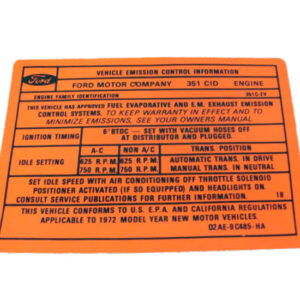 Ford
VEHICLE EMISSION CONTROL INFORMATION
FORD MOTOR COMPANY 351 CID ENGINE
ENGINE FAMILY IDENTIFICATION
THIS VEHICLE HAS APPROVED FUEL EVAPORATIVE AND E.M. EXHAUST EMISSION
CONTROL SYSTEMS. TO KEEP WARRANTY IN EFFECT AND TO
MINIMIZE EMISSIONS, SEE YOUR OWNERS MANUAL.
IGNITION TIMING 6°BTDC — SET WITH VACUUM HOSES OFF
AT DISTRIBUTOR AND PLUGGED.
A-C NON A/C TRANS. POSITION
IDLE SETTING 625 R.P.M. 625 R.P.M. AUTOMATIC TRANS. IN DRIVE
750 R.P.M. 750 R.P.M. MANUAL TRANS. IN NEUTRAL
SET IDLE SPEED WITH AIR CONDITIONING OFF THROTTLE SOLENOID
POSITIONER ACTIVATED (IF SO EQUIPPED) AND HEADLIGHTS ON
CONSULT SERVICE PUBLICATIONS FOR FURTHER INFORMATION. 18
THIS VEHICLE CONFORMS TO U.S. E.P.A. AND CALIFORNIA REGULATIONS
APPLICABLE TO 1972 MODEL YEAR NEW MOTOR VEHICLES.
D2AE-9C485-HA